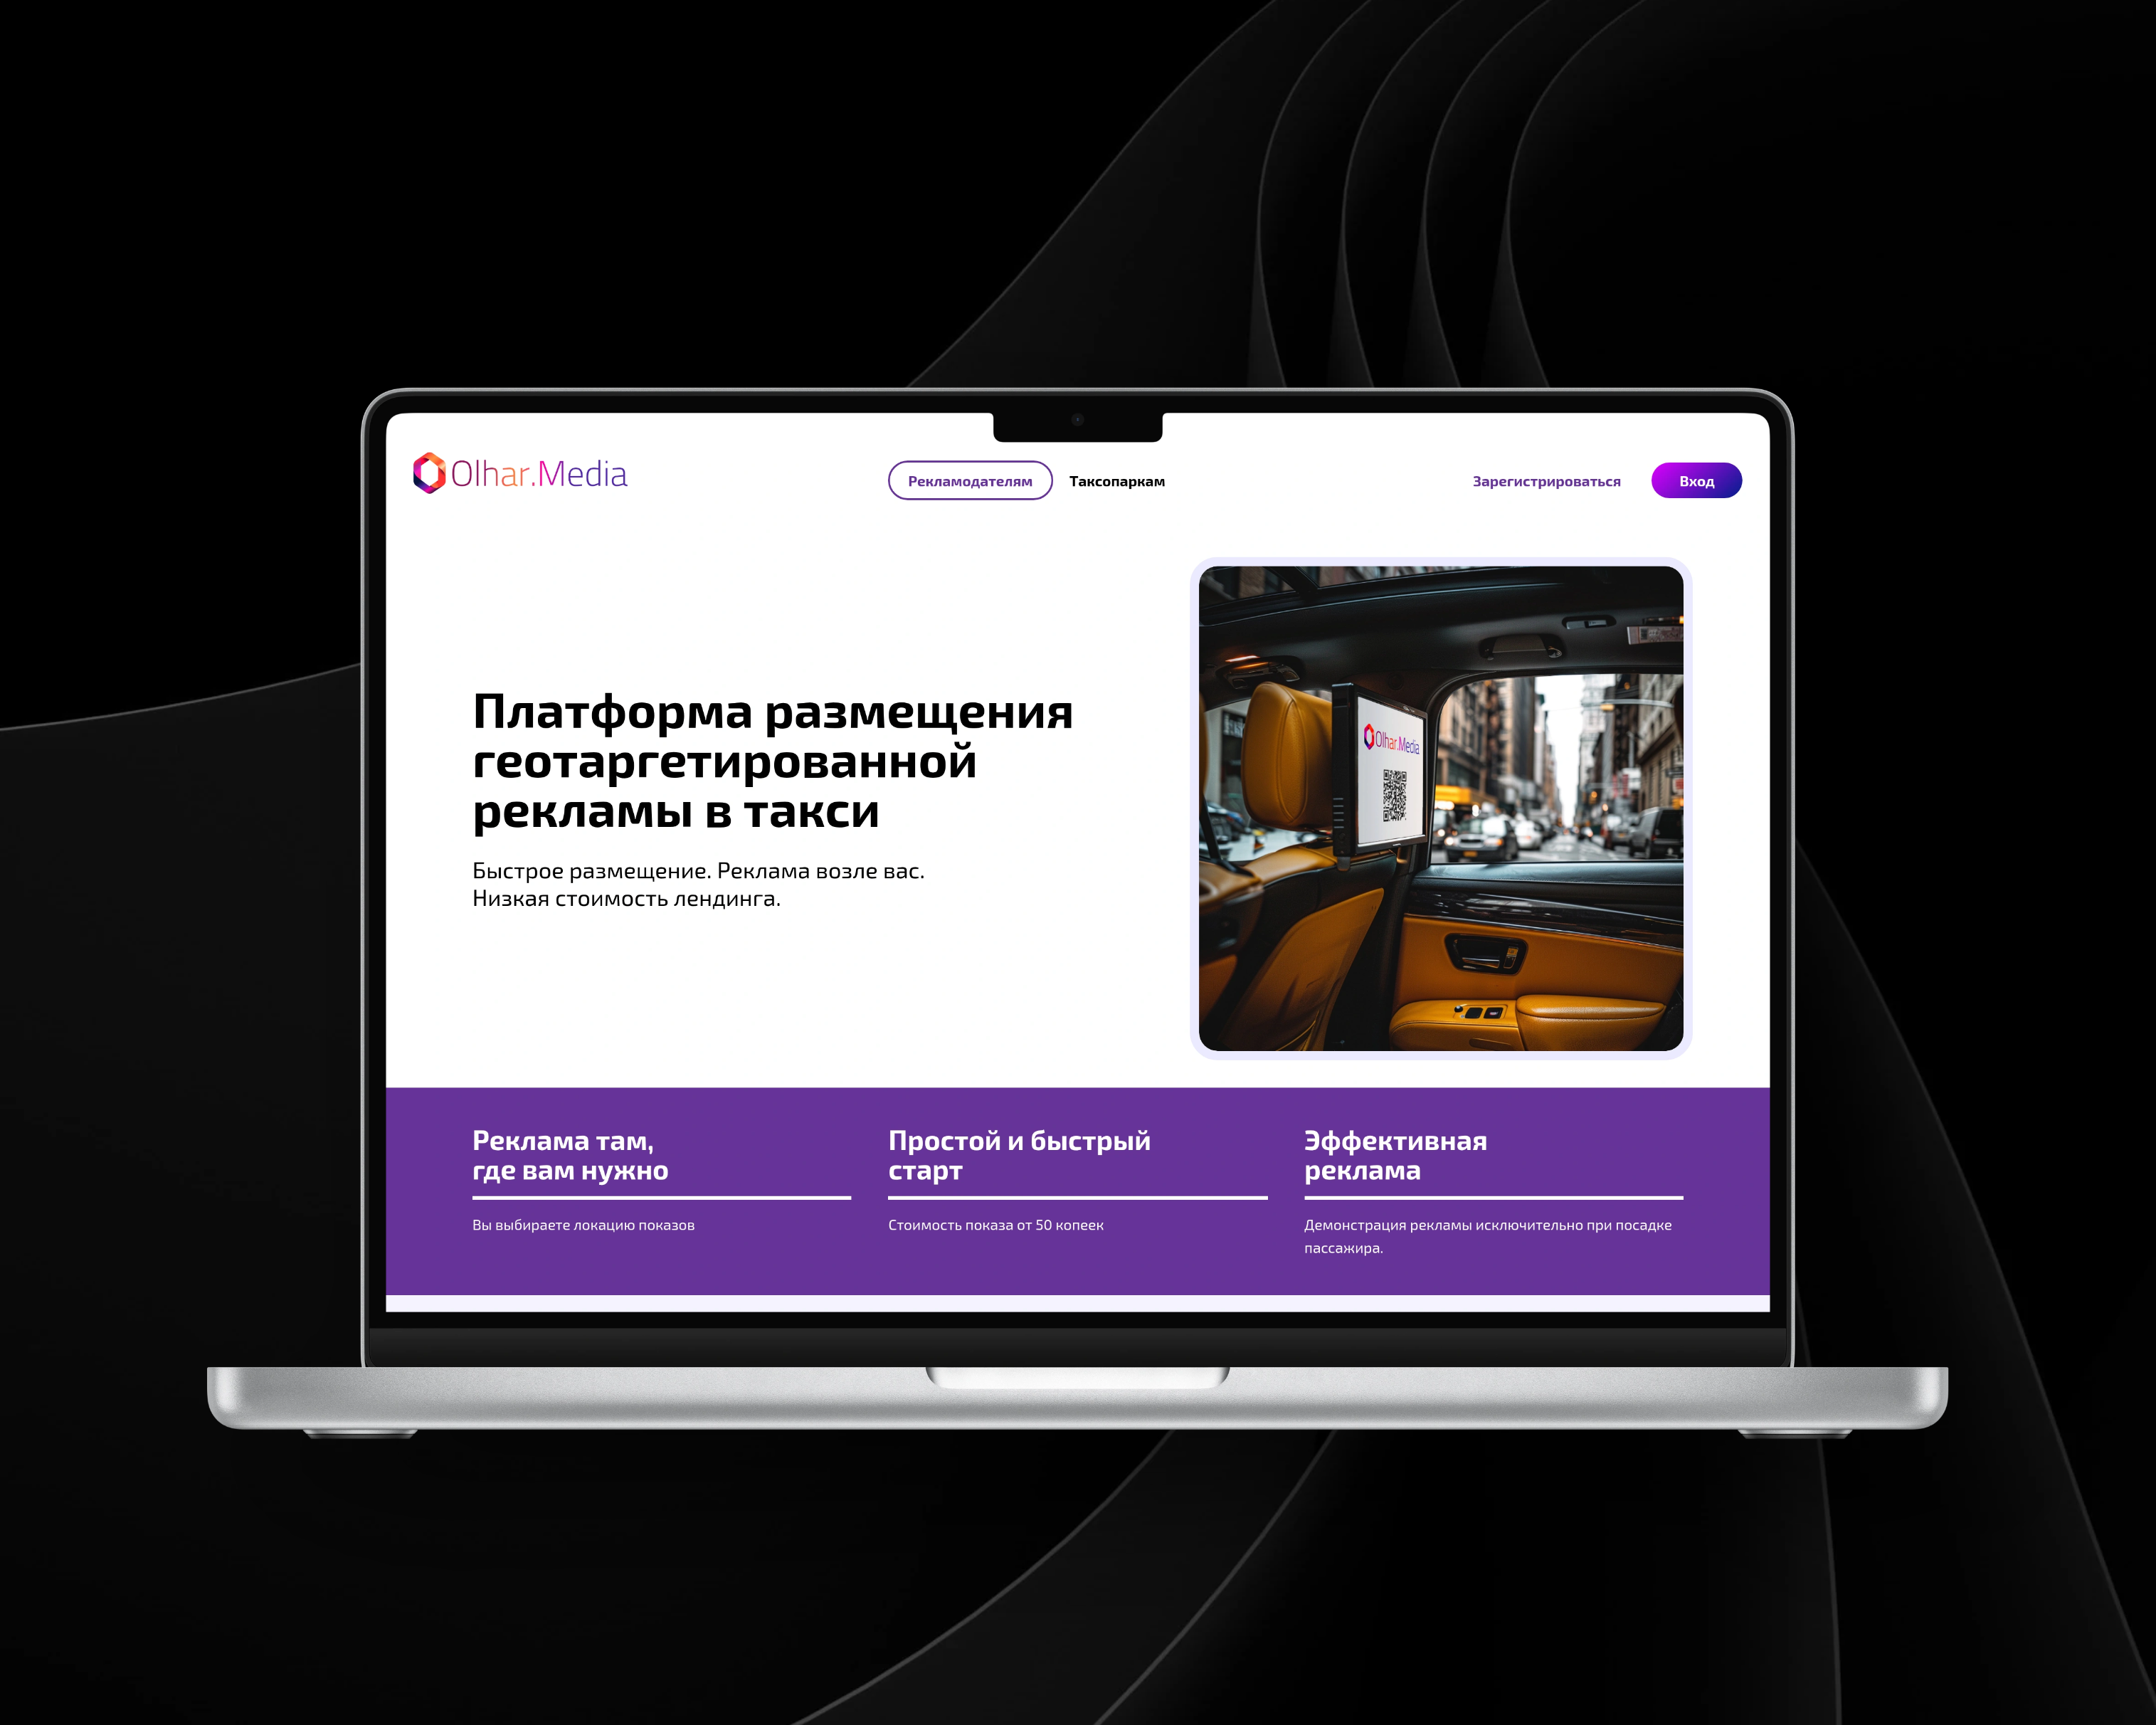 Olhar.Media
Рекламодателям
Таксопаркам
Зарегистрироваться
Вход
Платформа размещения
геотаргетированной
рекламы в такси
Быстрое размещение. Реклама возле вас.
Низкая стоимость лендинга.
Olhar.Media
Реклама там,
где вам нужно
Вы выбираете локацию показов
Простой и быстрый
старт
Стоимость показа от 50 копеек
Эффективная
реклама
Демонстрация рекламы исключительно при посадке
пассажира.